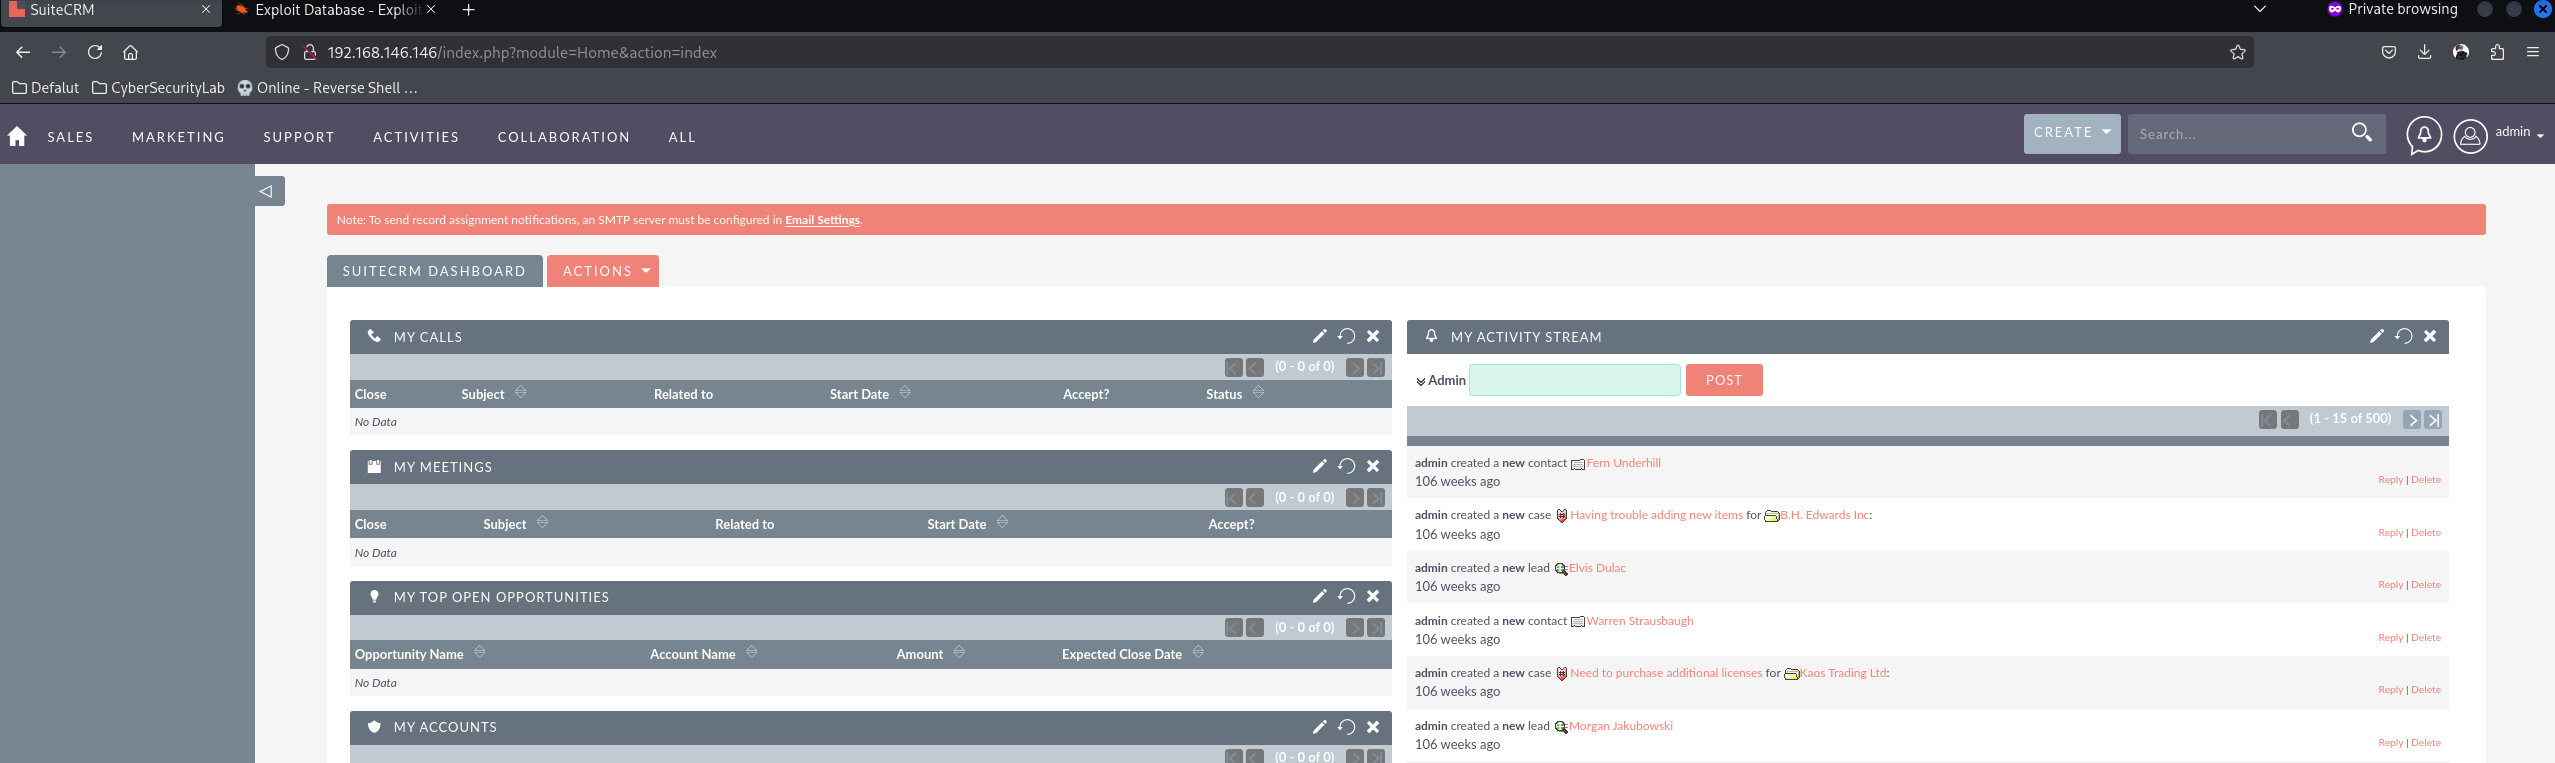 SuiteCRM
Exploit Database - Exploit
Private browsing
192.168.146.146/index.php?module=Home&action=index
Defalut CyberSecurityLab Online - Reverse Shell …
SALES MARKETING SUPPORT ACTIVITIES COLLABORATION ALL
CREATE Search... admin
Note: To send record assignment notifications, an SMTP server must be configured in Email Settings.
SUITECRM DASHBOARD ACTIONS
MY CALLS
(0 - 0 of 0)
Close Subject Related to Start Date Accept? Status
No Data
MY MEETINGS
(0 - 0 of 0)
Close Subject Related to Start Date Accept?
No Data
MY TOP OPEN OPPORTUNITIES
(0 - 0 of 0)
Opportunity Name Account Name Amount Expected Close Date
No Data
MY ACCOUNTS
(0 - 0 of 0)
MY ACTIVITY STREAM
Admin POST
(1 - 15 of 500)
admin created a new contact Fern Underhill
106 weeks ago
Reply | Delete
admin created a new case Having trouble adding new items for B.H. Edwards Inc:
106 weeks ago
Reply | Delete
admin created a new lead Elvis Dulac
106 weeks ago
Reply | Delete
admin created a new contact Warren Strausbaugh
106 weeks ago
Reply | Delete
admin created a new case Need to purchase additional licenses for Kaos Trading Ltd:
106 weeks ago
Reply | Delete
admin created a new lead Morgan Jakubowski
106 weeks ago
Reply | Delete